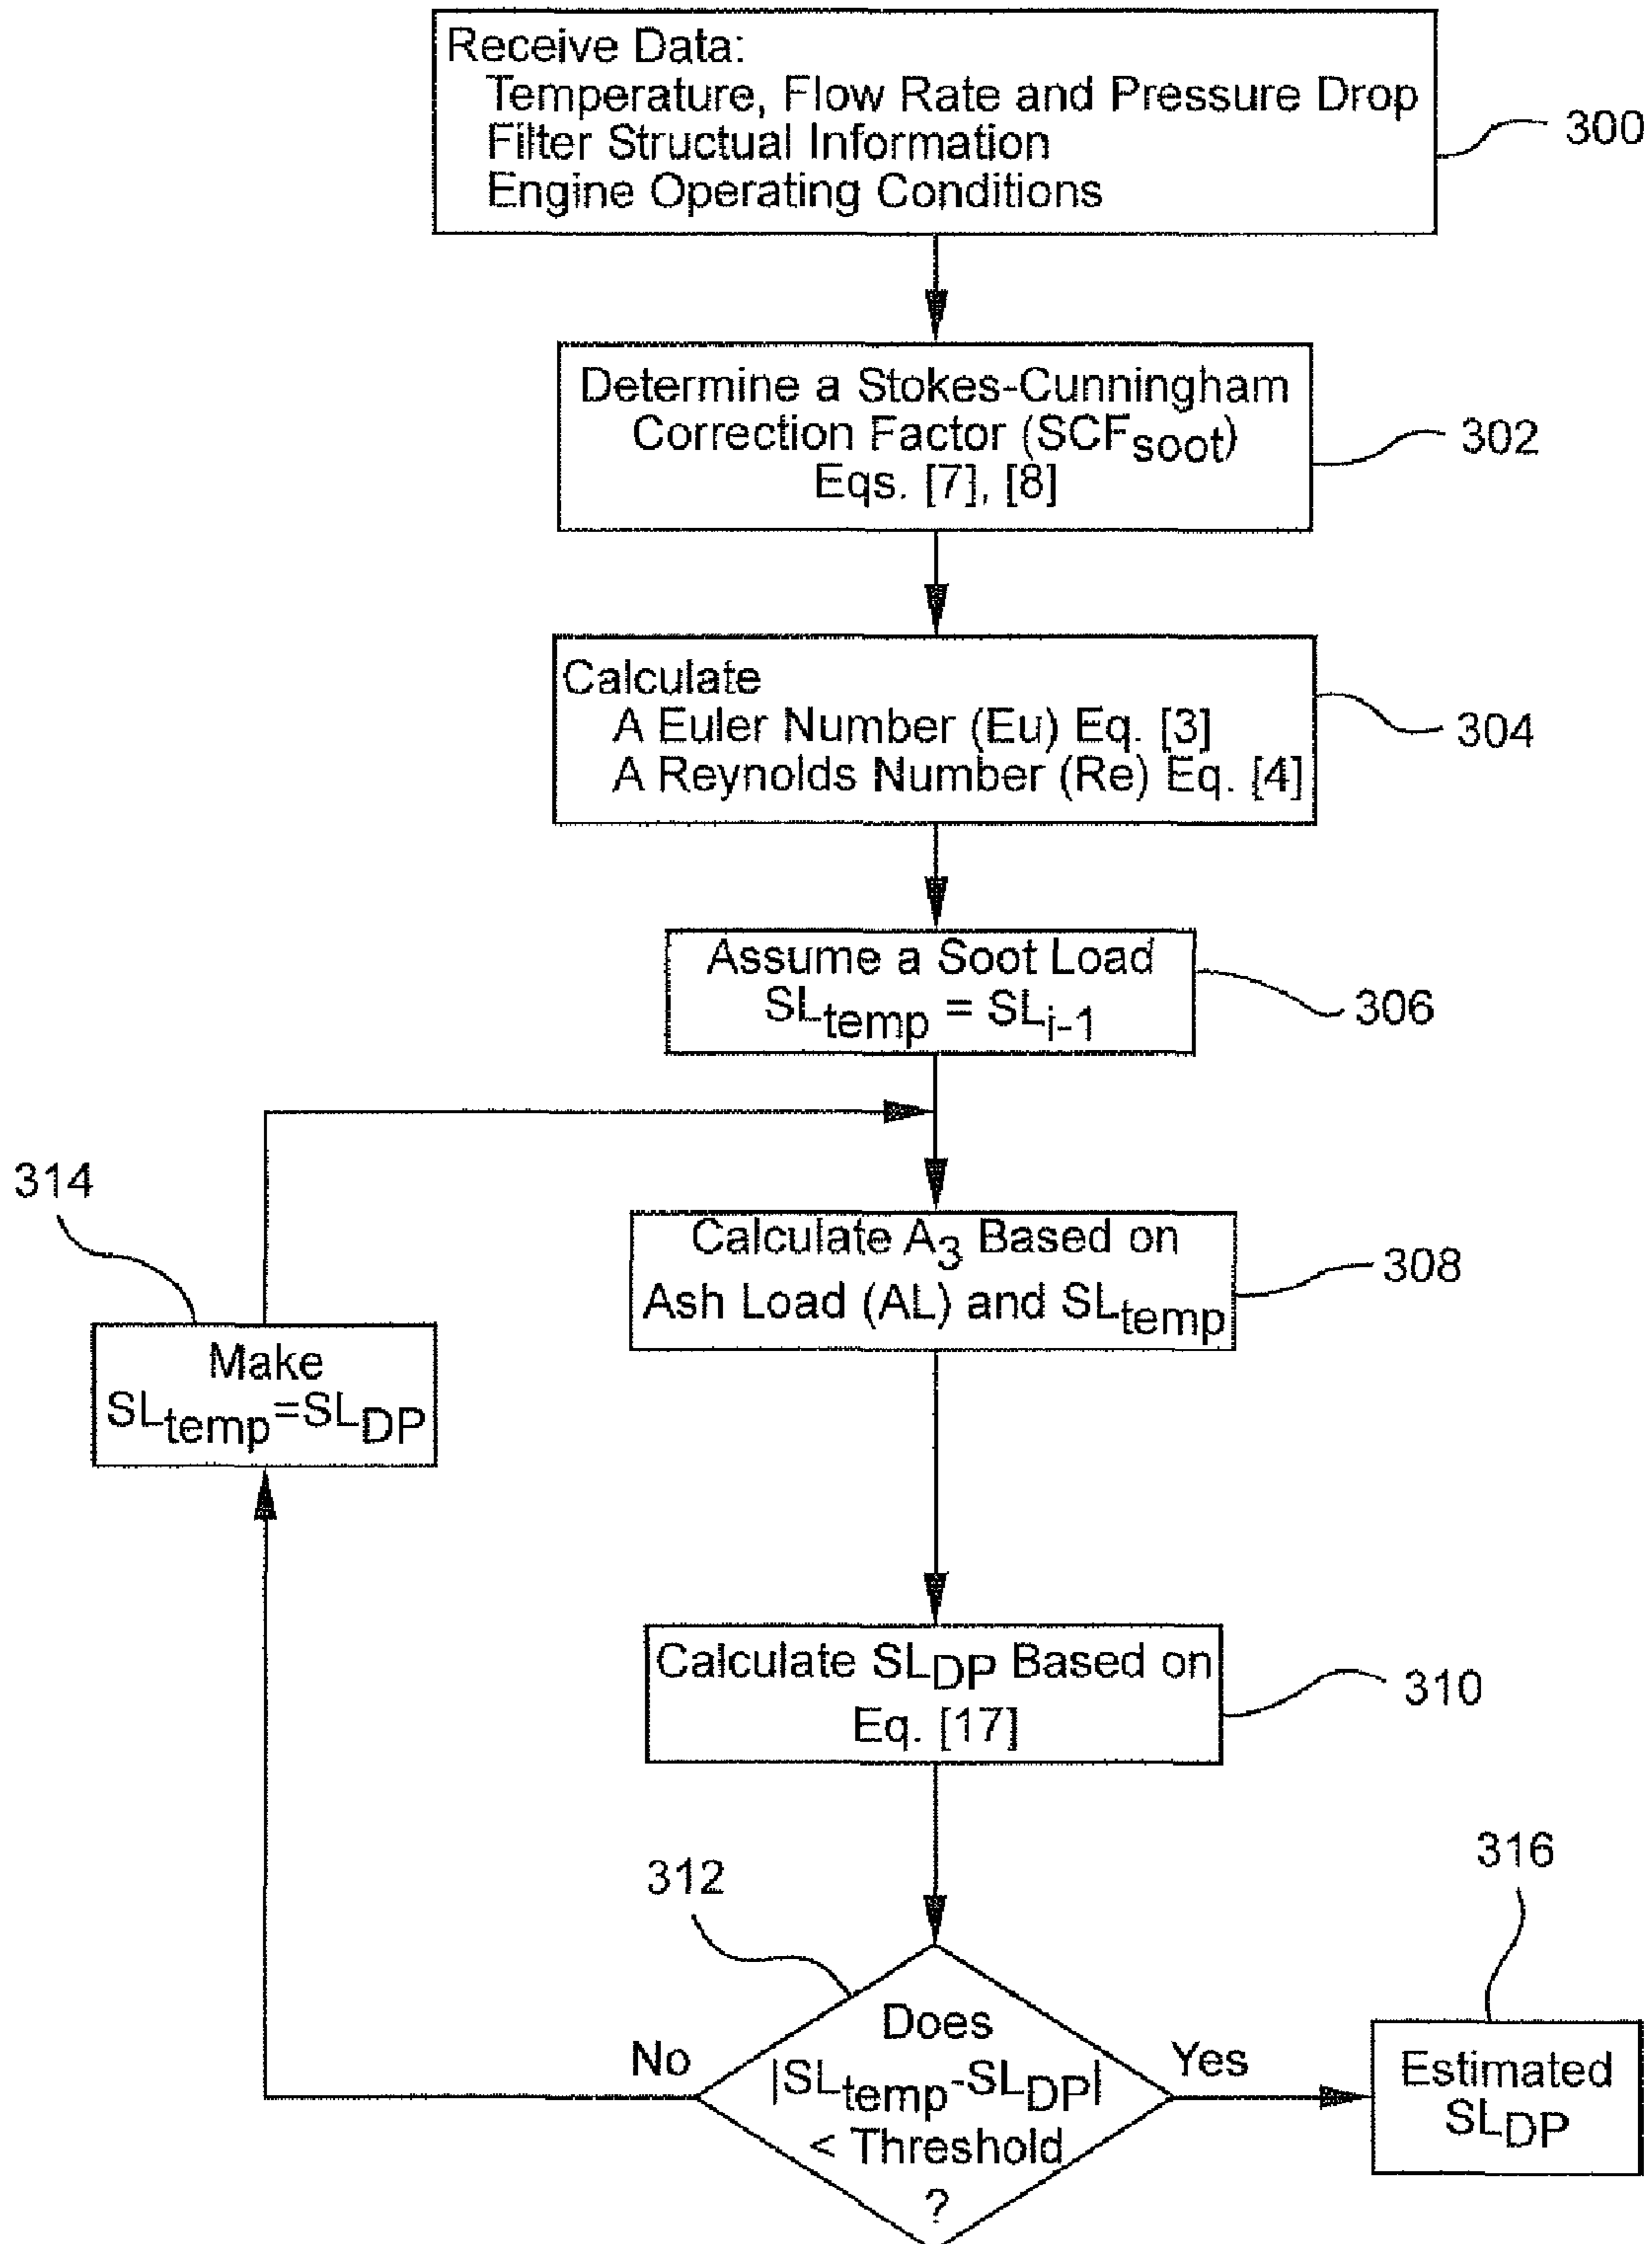 Receive Data:
Temperature, Flow Rate and Pressure Drop
Filter Structual Information
Engine Operating Conditions
300
Determine a Stokes-Cunningham
Correction Factor (SCFsoot)
Eqs. [7], [8]
302
Calculate
A Euler Number (Eu) Eq. [3]
A Reynolds Number (Re) Eq. [4]
304
Assume a Soot Load
SLtemp = SLi-1
306
314
Make
SLtemp=SLDP
Calculate A3 Based on
Ash Load (AL) and SLtemp
308
Calculate SLDP Based on
Eq. [17]
310
312
Does
|SLtemp-SLDP|
< Threshold
?
No
Yes
316
Estimated
SLDP